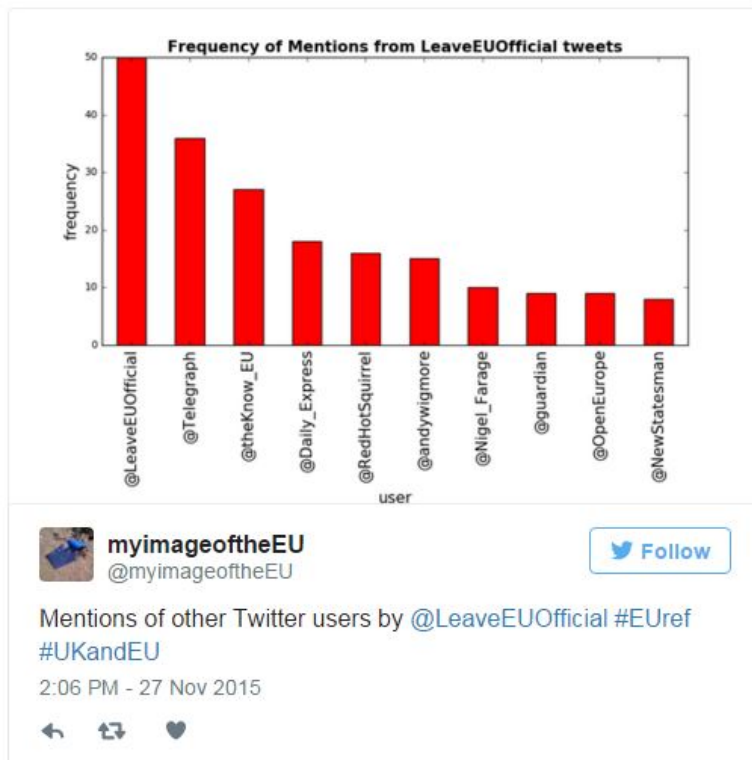 Frequency of Mentions from LeaveEUOfficial tweets
50
40
30
20
10
0
frequency
@LeaveEUOfficial
@Telegraph
@theKnow_EU
@Daily_Express
@RedHotSquirrel
@andywigmore
@Nigel_Farage
@guardian
@OpenEurope
@NewStatesman
user
myimageoftheEU
@myimageoftheEU
Follow
Mentions of other Twitter users by @LeaveEUOfficial #EUref
#UKandEU
2:06 PM - 27 Nov 2015